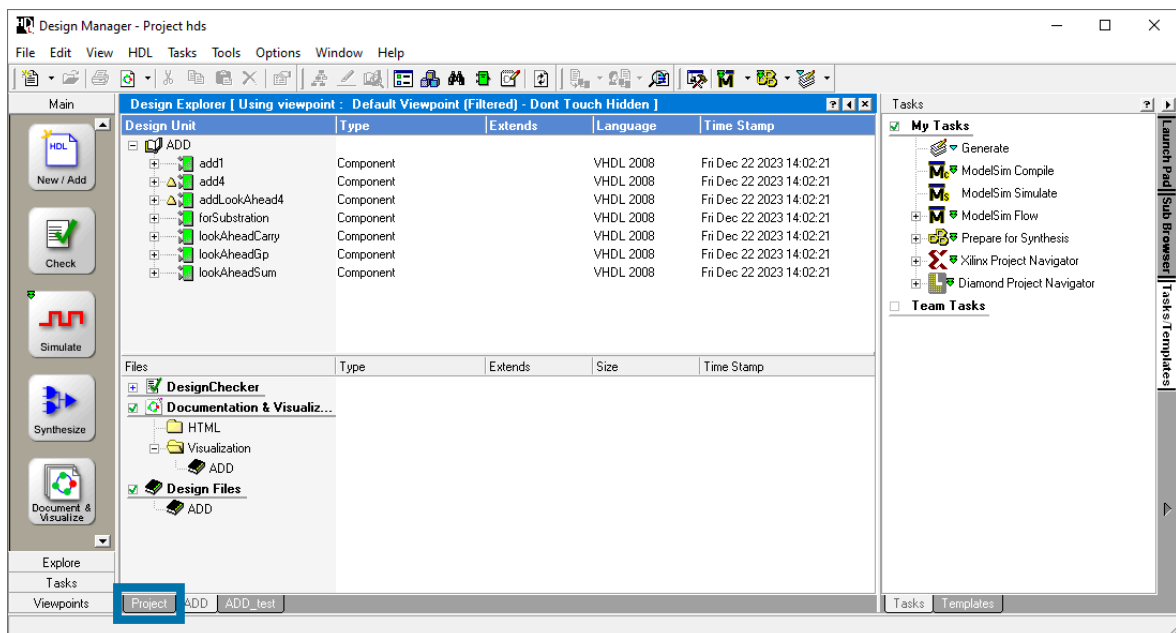 Design Manager - Project hds
File Edit View HDL Tasks Tools Options Window Help
Main
HDL
New / Add
Check
Simulate
Synthesize
Document & Visualize
Explore
Tasks
Viewpoints
Design Explorer [ Using viewpoint : Default Viewpoint (Filtered) - Dont Touch Hidden ]
Design Unit Type Extends Language Time Stamp
ADD
add1 Component VHDL 2008 Fri Dec 22 2023 14:02:21
add4 Component VHDL 2008 Fri Dec 22 2023 14:02:21
addLookAhead4 Component VHDL 2008 Fri Dec 22 2023 14:02:21
forSubstration Component VHDL 2008 Fri Dec 22 2023 14:02:21
lookAheadCarry Component VHDL 2008 Fri Dec 22 2023 14:02:21
lookAheadGp Component VHDL 2008 Fri Dec 22 2023 14:02:21
lookAheadSum Component VHDL 2008 Fri Dec 22 2023 14:02:21
Files Type Extends Size Time Stamp
DesignChecker
Documentation & Visualiz...
HTML
Visualization
ADD
Design Files
ADD
Project ADD ADD_test
Tasks
My Tasks
Generate
ModelSim Compile
ModelSim Simulate
ModelSim Flow
Prepare for Synthesis
Xilinx Project Navigator
Diamond Project Navigator
Team Tasks
Tasks Templates
Launch Pad
Sub Browser
Tasks/Templates